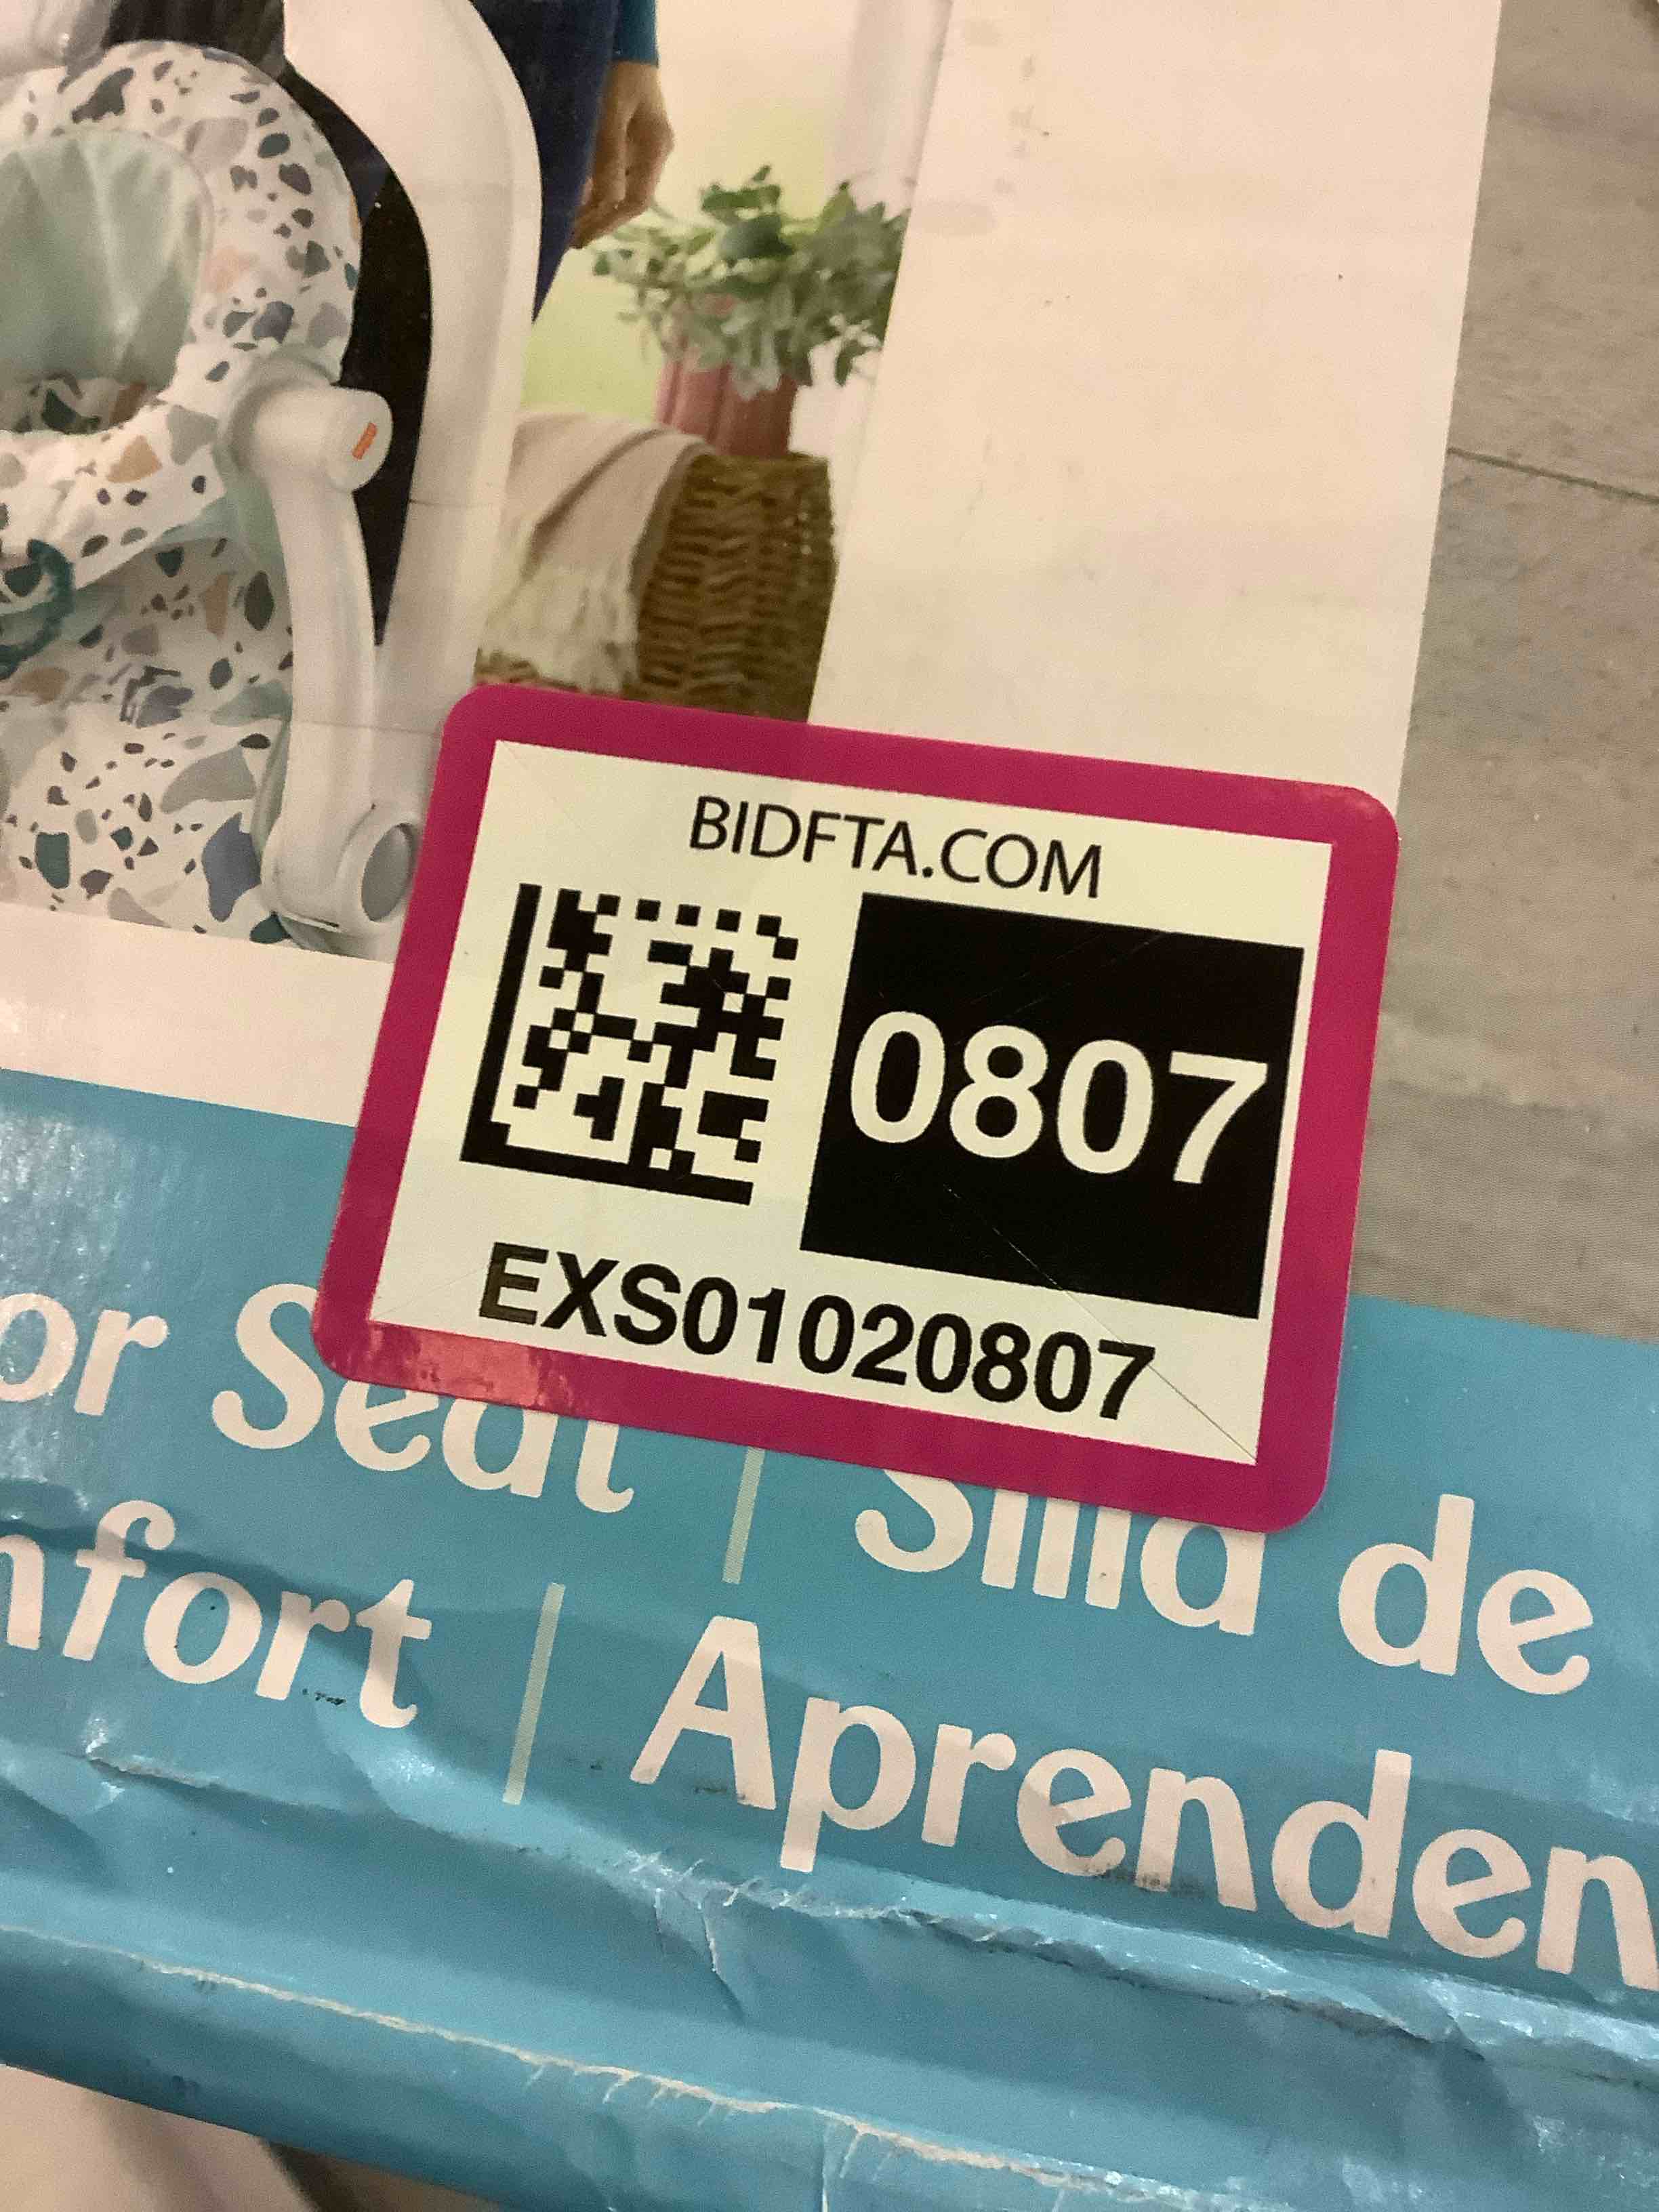 BIDFTA.COM
0807
EXS01020807
or Seat | Silla de
nfort | Aprenden